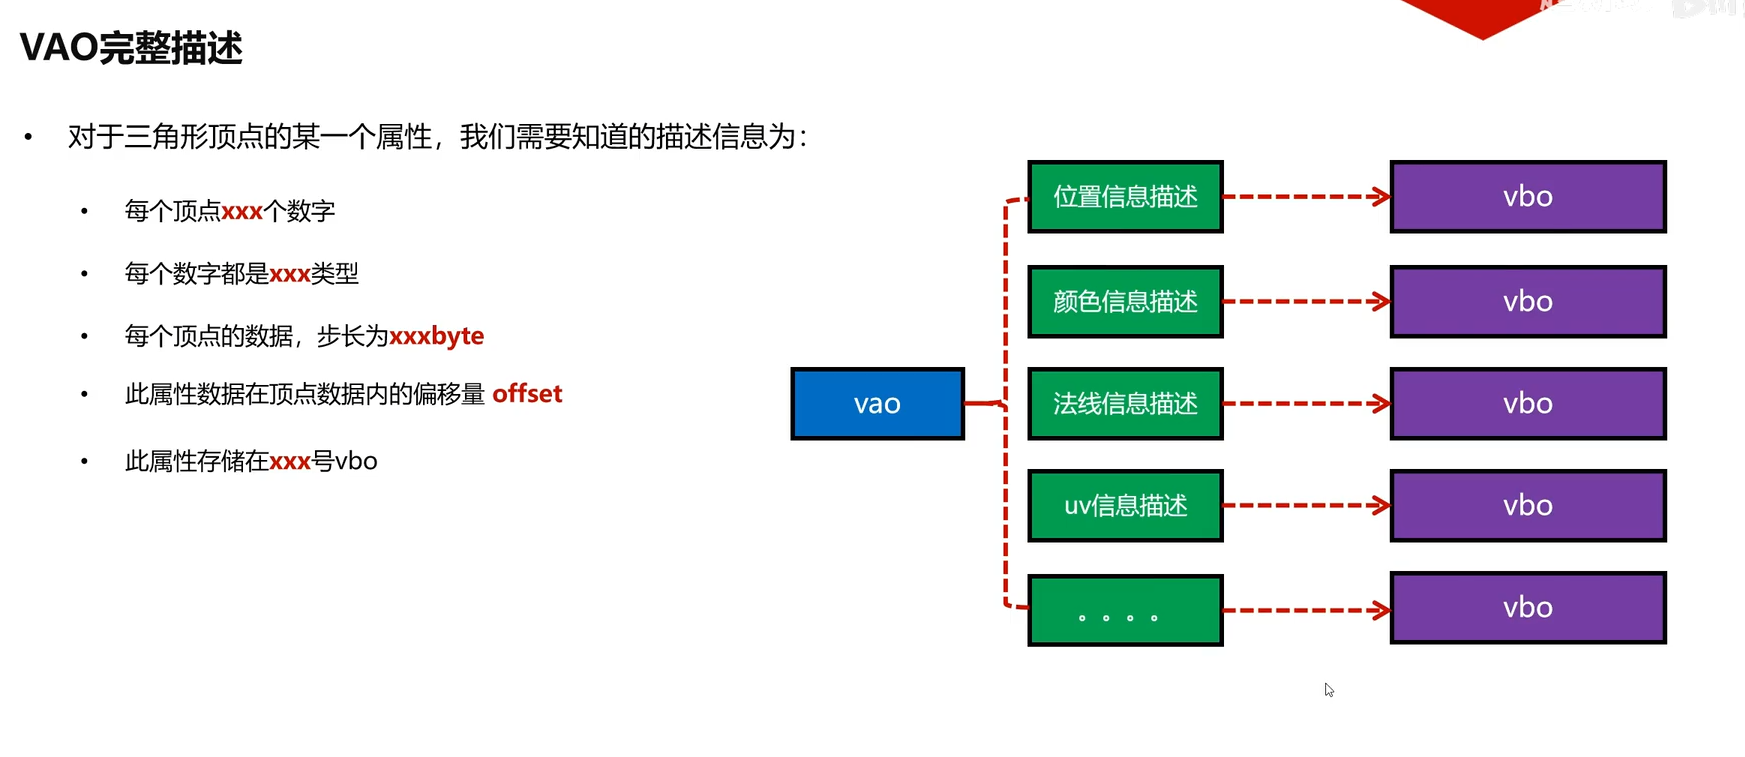 VAO完整描述
• 对于三角形顶点的某一个属性，我们需要知道的描述信息为：
• 每个顶点xxx个数字
• 每个数字都是xxx类型
• 每个顶点的数据，步长为xxxbyte
• 此属性数据在顶点数据内的偏移量 offset
• 此属性存储在xxx号vbo
vao
位置信息描述
vbo
颜色信息描述
vbo
法线信息描述
vbo
uv信息描述
vbo
。。。。
vbo